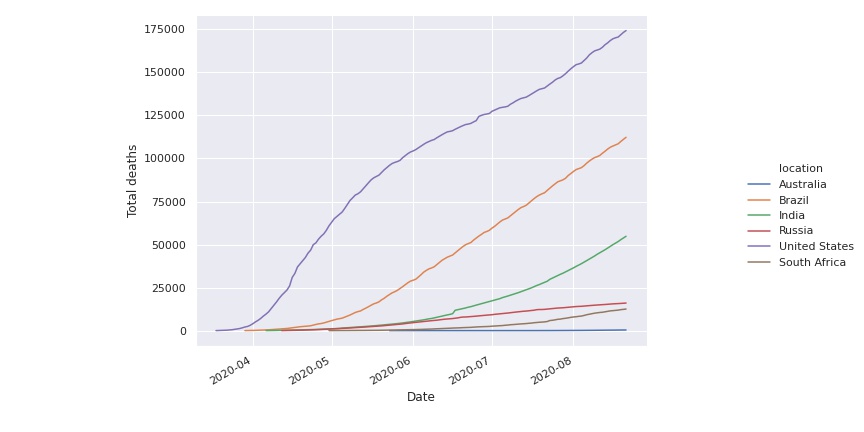 175000
150000
125000
100000
75000
50000
25000
0
Total deaths
2020-04
2020-05
2020-06
2020-07
2020-08
Date
location
Australia
Brazil
India
Russia
United States
South Africa